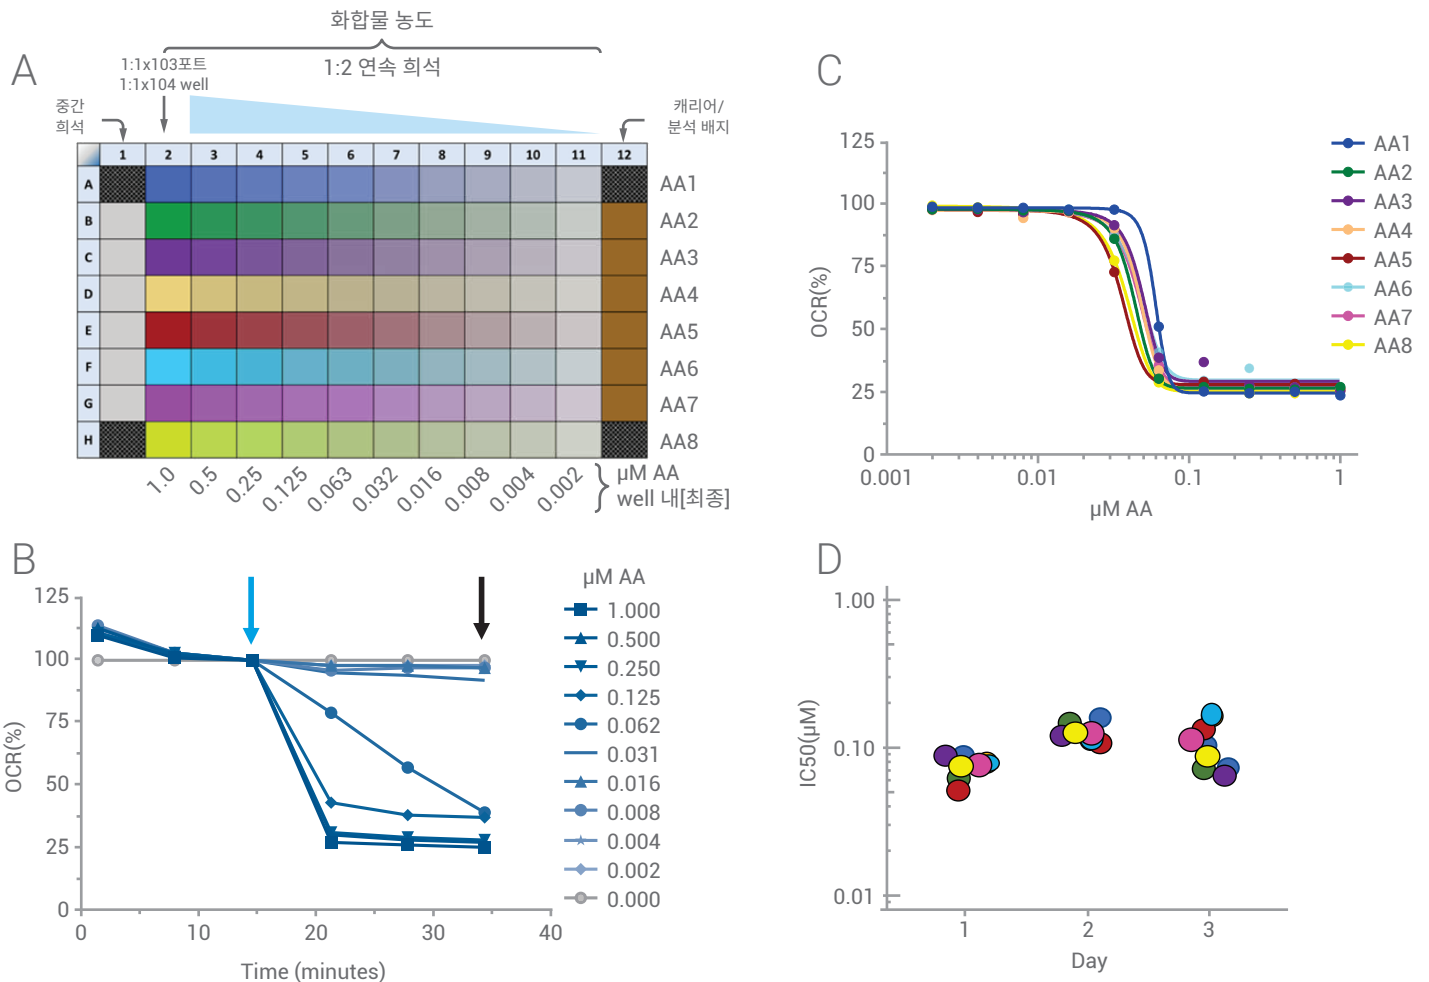 A
화합물 농도
1:1x103포트
1:1x104 well
1:2 연속 희석
중간
희석
캐리어/
분석 배지
1 2 3 4 5 6 7 8 9 10 11 12
A AA1
B AA2
C AA3
D AA4
E AA5
F AA6
G AA7
H AA8
1.0 0.5 0.25 0.125 0.063 0.032 0.016 0.008 0.004 0.002
μM AA
well 내[최종]
B
125
100
75
50
25
0
OCR(%)
0 10 20 30 40
Time (minutes)
μM AA
1.000
0.500
0.250
0.125
0.062
0.031
0.016
0.008
0.004
0.002
0.000
C
125
100
75
50
25
0
OCR(%)
0.001 0.01 0.1 1
μM AA
AA1
AA2
AA3
AA4
AA5
AA6
AA7
AA8
D
1.00
0.10
0.01
IC50(μM)
1 2 3
Day